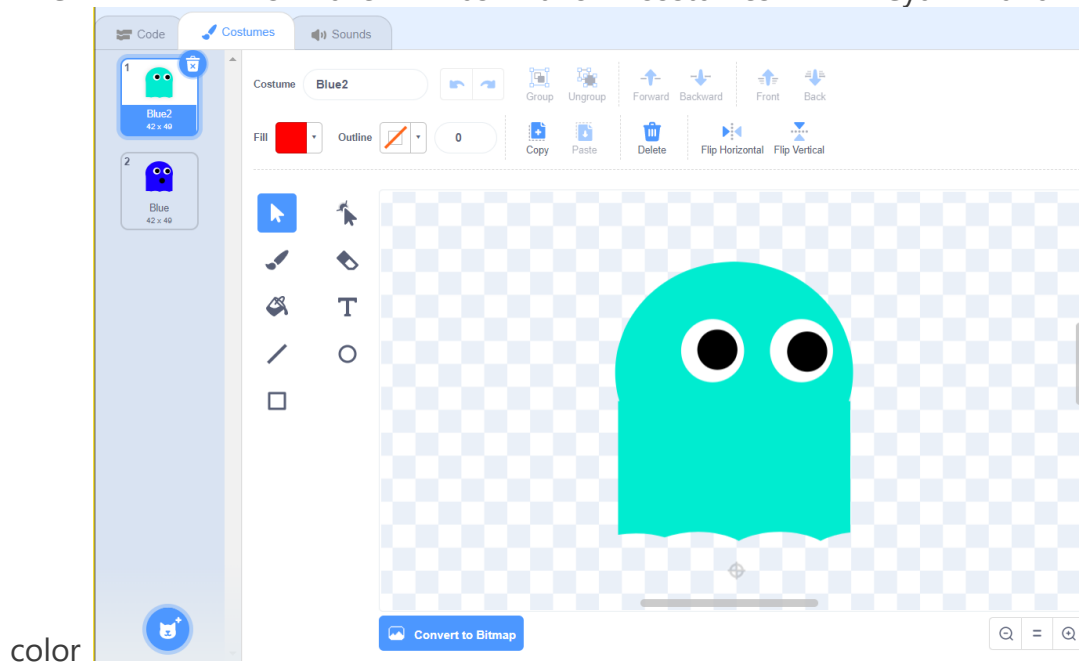 Code Costumes Sounds
1
Blue2
42 x 49
2
Blue
42 x 49
Costume Blue2
Group Ungroup Forward Backward Front Back
Fill Outline 0
Copy Paste Delete Flip Horizontal Flip Vertical
T
Convert to Bitmap
color